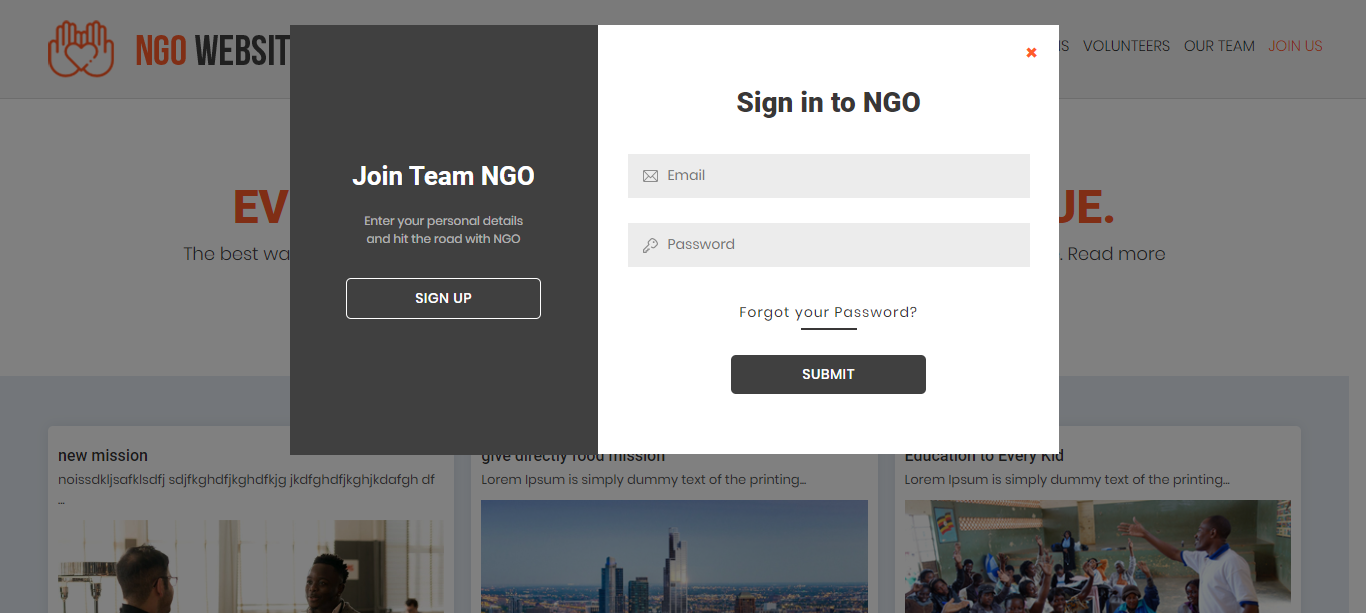 NGO WEBSIT
S VOLUNTEERS OUR TEAM JOIN US
Sign in to NGO
Email
Password
Forgot your Password?
SUBMIT
Join Team NGO
Enter your personal details
and hit the road with NGO
SIGN UP
EV UE.
The best wa . Read more
new mission
noissdkljsafklsdfj sdjfkghdfjkghdfkjg jkdfghdfjkghjkdafgh df
...
give directly food mission
Lorem Ipsum is simply dummy text of the printing...
Education to Every Kid
Lorem Ipsum is simply dummy text of the printing...